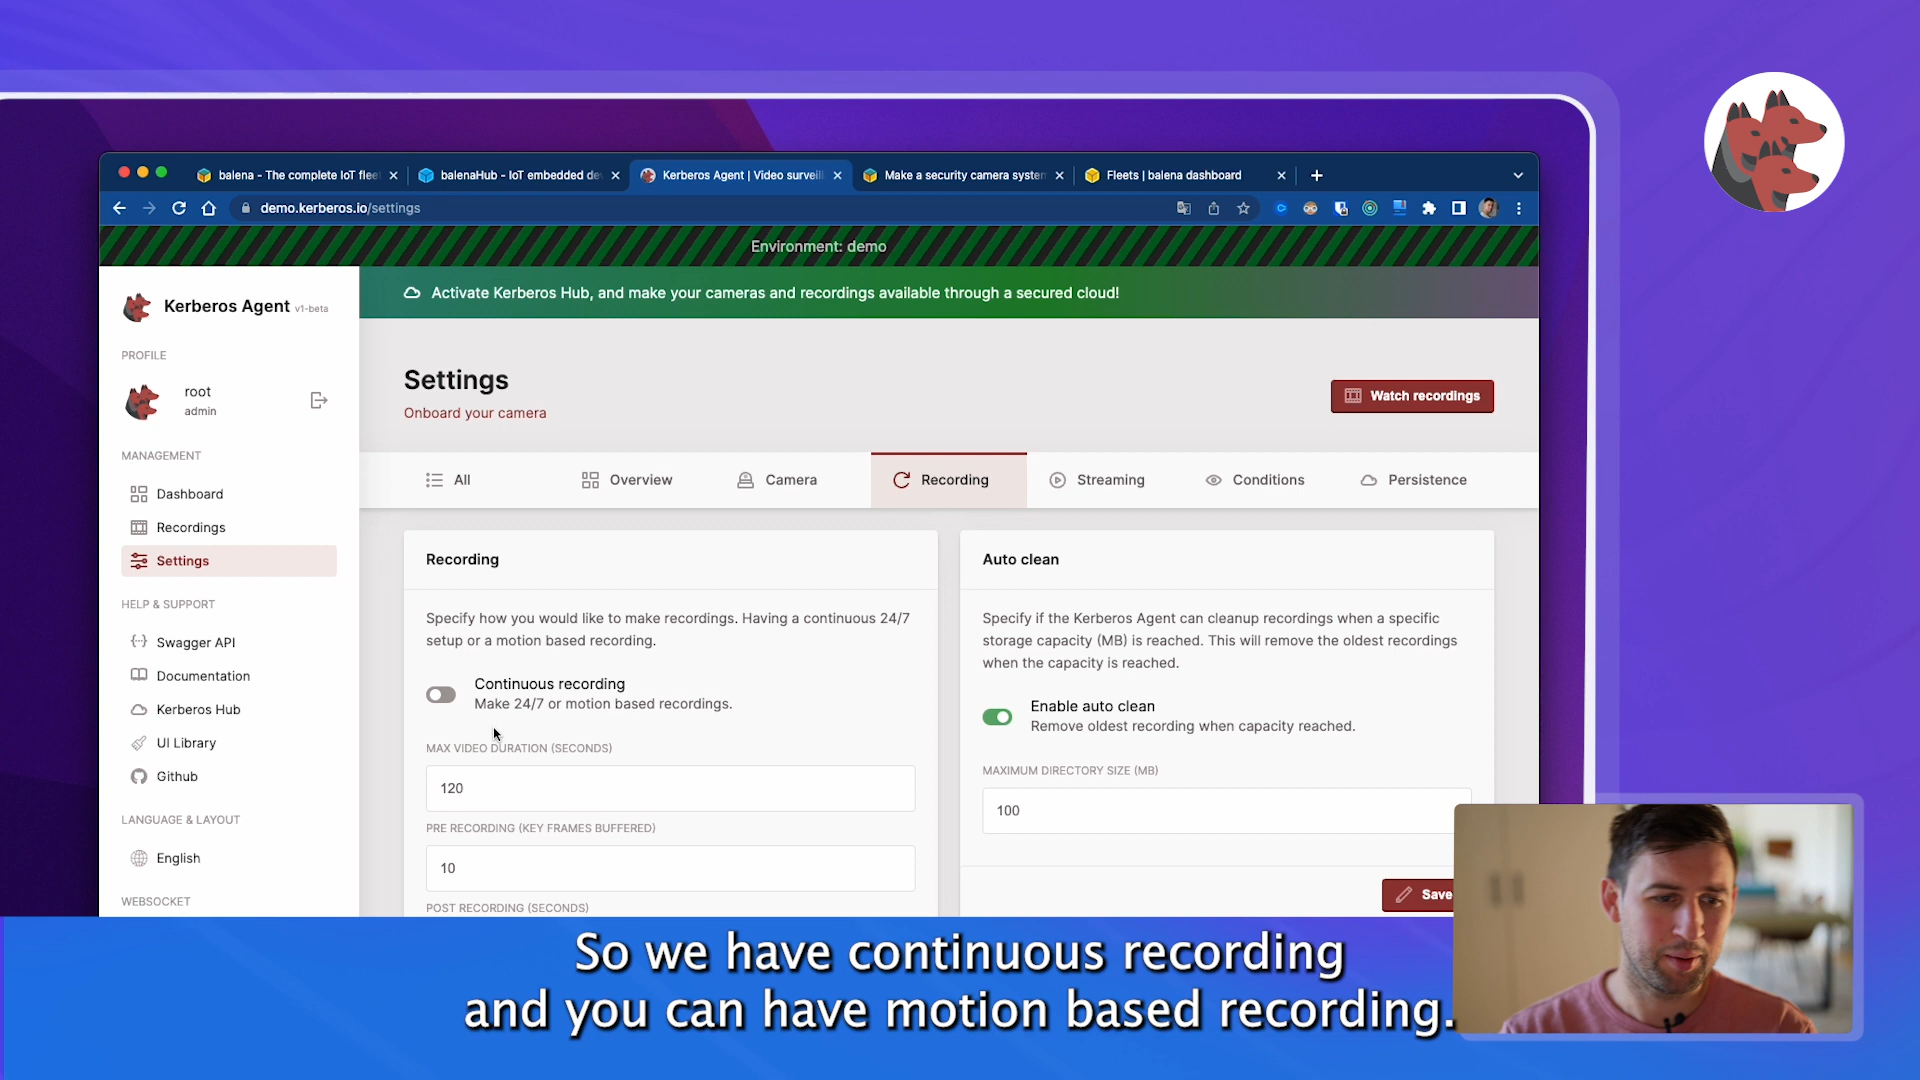 balena - The complete IoT flee
balenaHub - IoT embedded de
Kerberos Agent | Video surveill
Make a security camera system
Fleets | balena dashboard
demo.kerberos.io/settings
Environment: demo
Activate Kerberos Hub, and make your cameras and recordings available through a secured cloud!
Kerberos Agent v1-beta
PROFILE
root
admin
MANAGEMENT
Dashboard
Recordings
Settings
HELP & SUPPORT
Swagger API
Documentation
Kerberos Hub
UI Library
Github
LANGUAGE & LAYOUT
English
WEBSOCKET
Settings
Onboard your camera
Watch recordings
All
Overview
Camera
Recording
Streaming
Conditions
Persistence
Recording
Specify how you would like to make recordings. Having a continuous 24/7
setup or a motion based recording.
Continuous recording
Make 24/7 or motion based recordings.
MAX VIDEO DURATION (SECONDS)
120
PRE RECORDING (KEY FRAMES BUFFERED)
10
POST RECORDING (SECONDS)
Auto clean
Specify if the Kerberos Agent can cleanup recordings when a specific
storage capacity (MB) is reached. This will remove the oldest recordings
when the capacity is reached.
Enable auto clean
Remove oldest recording when capacity reached.
MAXIMUM DIRECTORY SIZE (MB)
100
Save
So we have continuous recording
and you can have motion based recording.